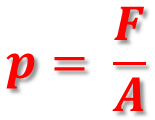 p = F/A